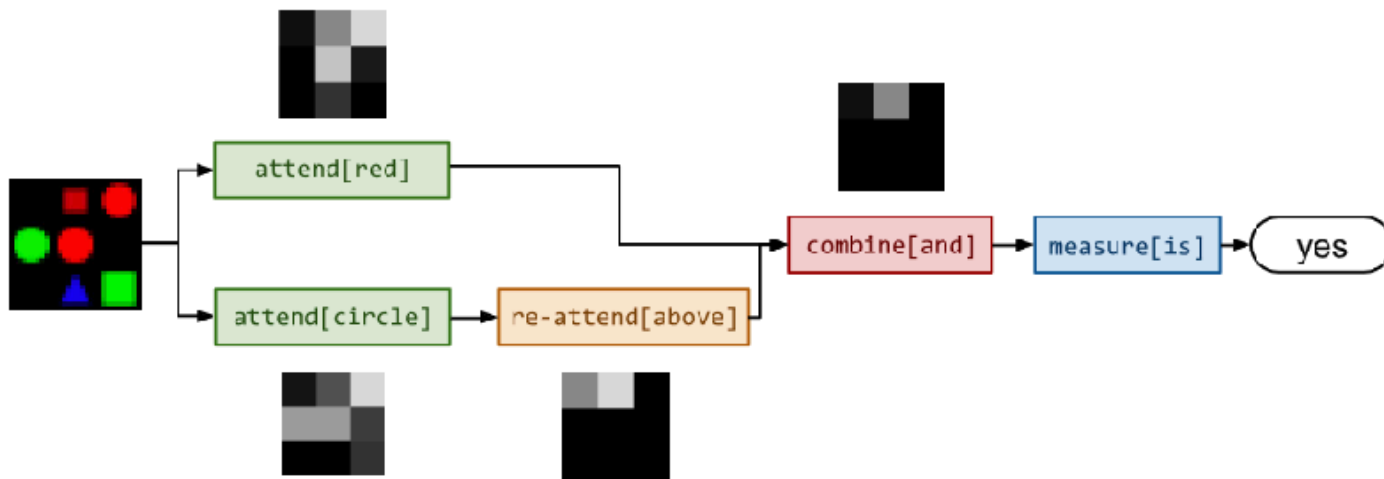 attend[red]
combine[and]
measure[is]
yes
attend[circle]
re-attend[above]